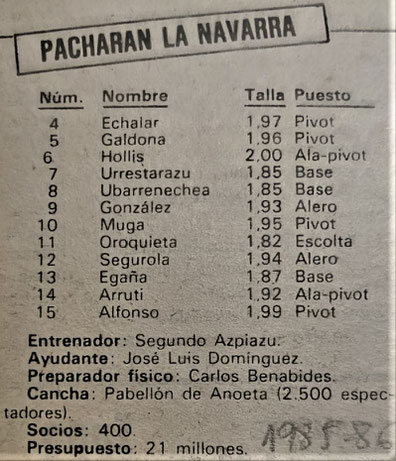 PACHARAN LA NAVARRA
Núm. Nombre Talla Puesto
4 Echalar 1,97 Pivot
5 Galdona 1,96 Pivot
6 Hollis 2,00 Ala-pivot
7 Urrestarazu 1,85 Base
8 Ubarrenechea 1,85 Base
9 González 1,93 Alero
10 Muga 1,95 Pivot
11 Oroquieta 1,82 Escolta
12 Segurola 1,94 Alero
13 Egaña 1,87 Base
14 Arruti 1,92 Ala-pivot
15 Alfonso 1,99 Pivot
Entrenador: Segundo Azpiazu.
Ayudante: José Luis Domínguez.
Preparador físico: Carlos Benabides.
Cancha: Pabellón de Anoeta (2.500 espec-
tadores).
Socios: 400.
Presupuesto: 21 millones.
1985-86